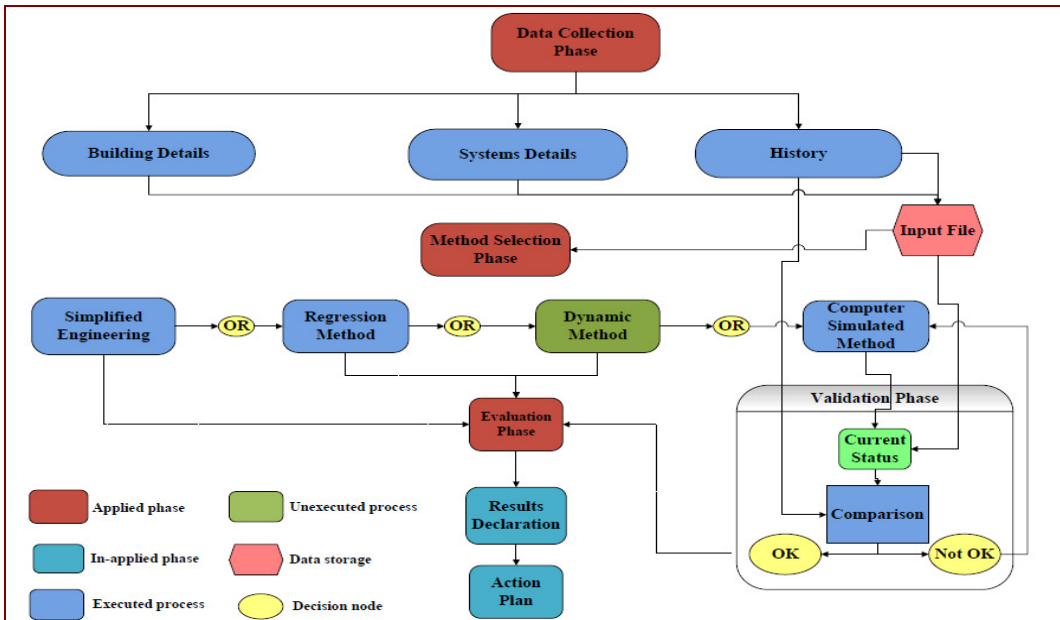 Data Collection
Phase
Building Details
Systems Details
History
Input File
Method Selection
Phase
Simplified
Engineering
OR
Regression
Method
OR
Dynamic
Method
OR
Computer
Simulated
Method
Validation Phase
Evaluation
Phase
Current
Status
Results
Declaration
Comparison
OK
Not OK
Action
Plan
Applied phase
Unexecuted process
In-applied phase
Data storage
Executed process
Decision node